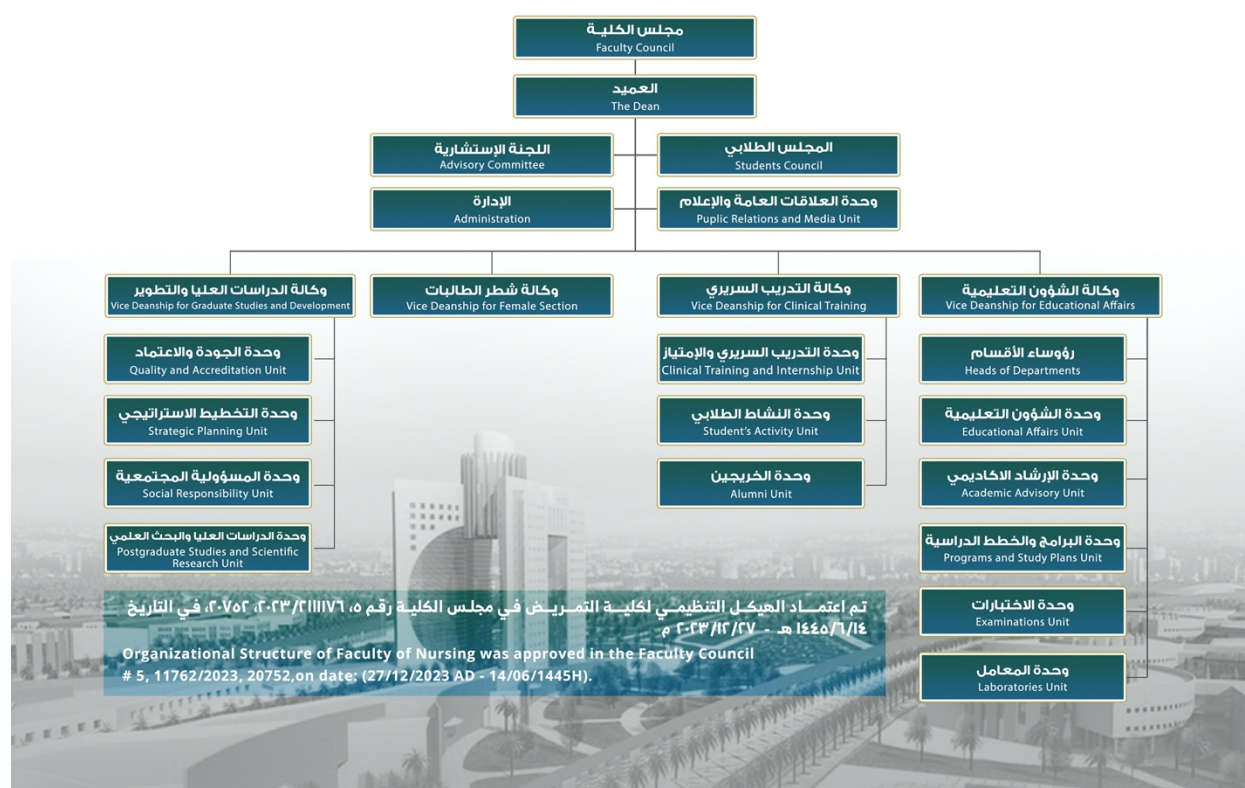 مجلس الكليــة
Faculty Council
العميد
The Dean
اللجنة الإستشارية
Advisory Committee
المجلس الطلابي
Students Council
الإدارة
Administration
وحدة العلاقات العامة والإعلام
Puplic Relations and Media Unit
وكالة الدراسات العليا والتطوير
Vice Deanship for Graduate Studies and Development
وكالة شطر الطالبات
Vice Deanship for Female Section
وكالة التدريب السريري
Vice Deanship for Clinical Training
وكالة الشؤون التعليمية
Vice Deanship for Educational Affairs
وحدة الجودة والاعتماد
Quality and Accreditation Unit
وحدة التخطيط الاستراتيجي
Strategic Planning Unit
وحدة المسؤولية المجتمعية
Social Responsibility Unit
وحدة الدراسات العليا والبحث العلمي
Postgraduate Studies and Scientific
Research Unit
وحدة التدريب السريري والإمتياز
Clinical Training and Internship Unit
وحدة النشاط الطلابي
Student's Activity Unit
وحدة الخريجين
Alumni Unit
رؤوساء الأقسام
Heads of Departments
وحدة الشؤون التعليمية
Educational Affairs Unit
وحدة الإرشاد الاكاديمي
Academic Advisory Unit
وحدة البرامج والخطط الدراسية
Programs and Study Plans Unit
وحدة الاختبارات
Examinations Unit
وحدة المعامل
Laboratories Unit
تم اعتمــاد الهيكـل التنظيمـي لكليــة التمـريــض في مجلـس الكليـة رقـم ٥، ٢٠٢٣/٢١١١١٧٦، ٢٠٧٥٢، فـي التاريخ
١٤٤٥/٦/١٤ هـ - ٢٠٢٣/١٢/٢٧ م
Organizational Structure of Faculty of Nursing was approved in the Faculty Council
# 5, 11762/2023, 20752,on date: (27/12/2023 AD - 14/06/1445H).